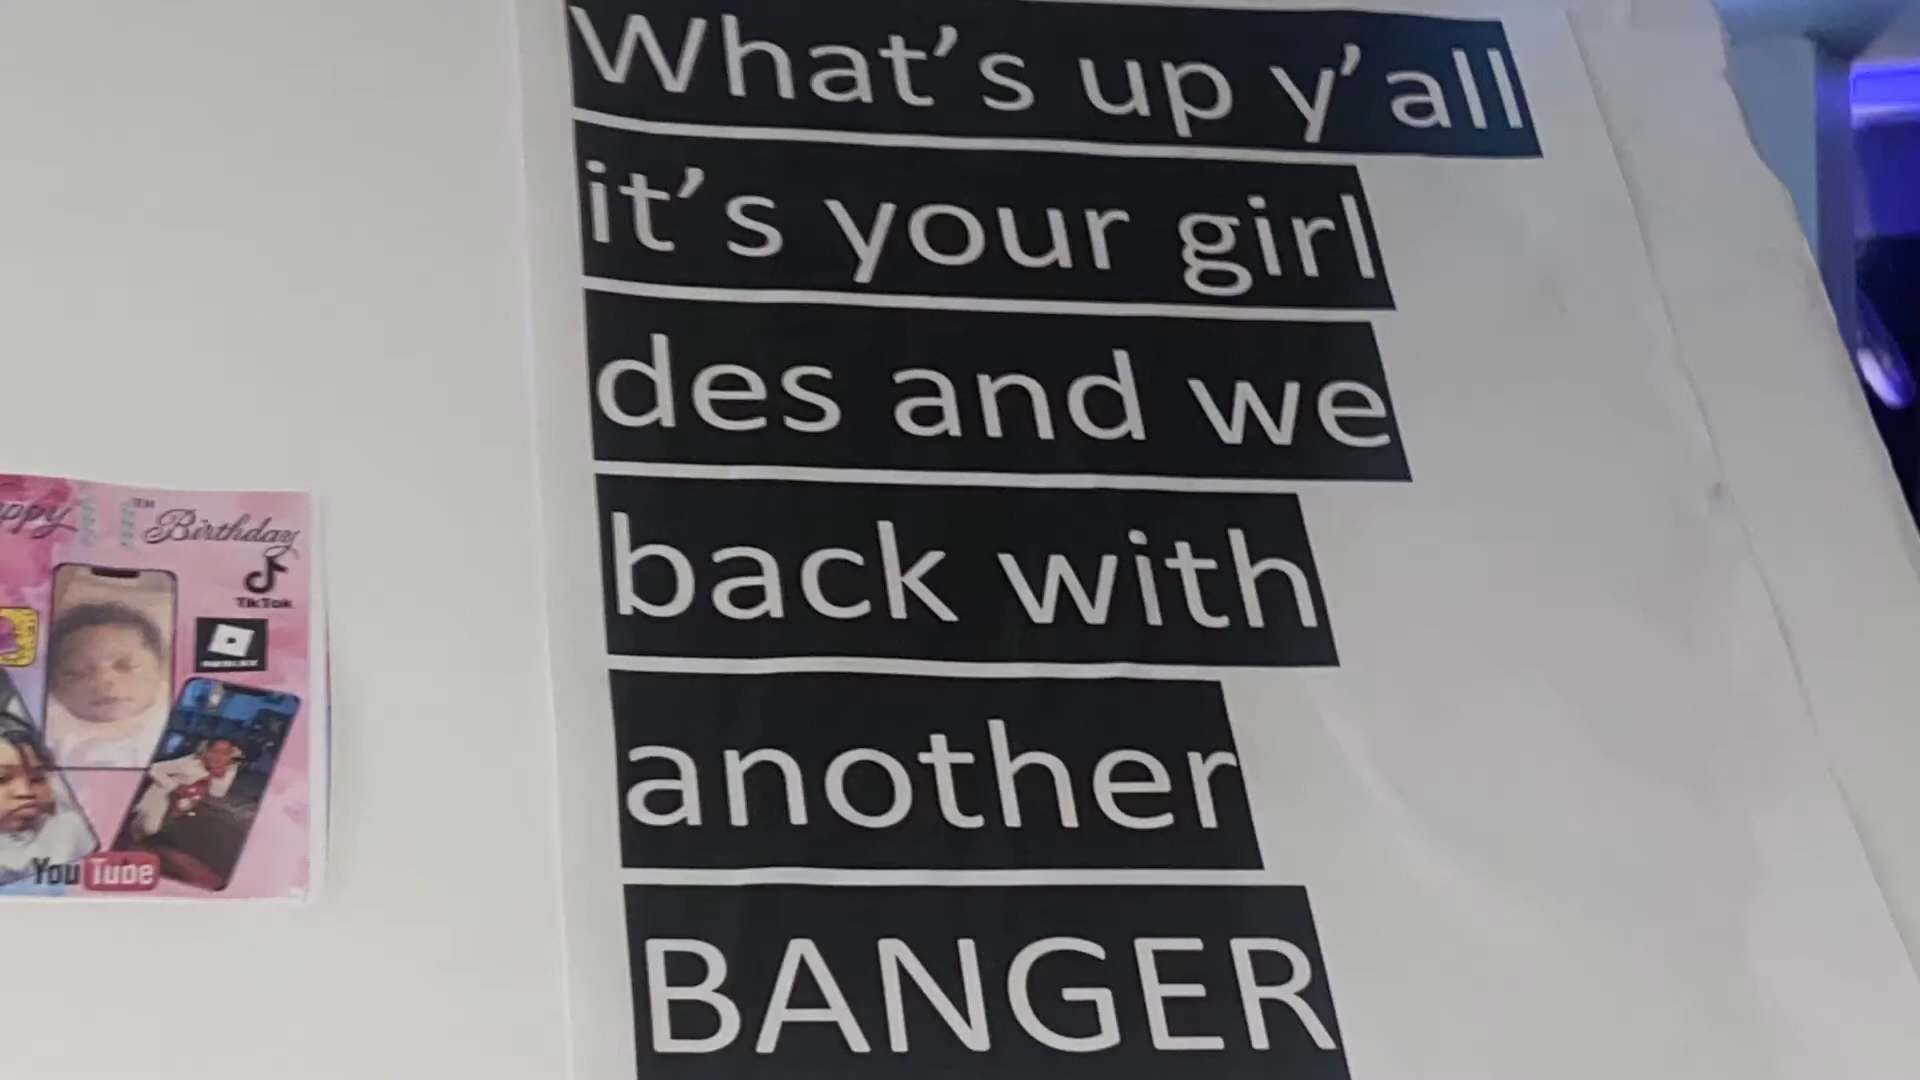 What's up y'all
it's your girl
des and we
back with
another
BANGER
Birthday
TikTok
YouTube